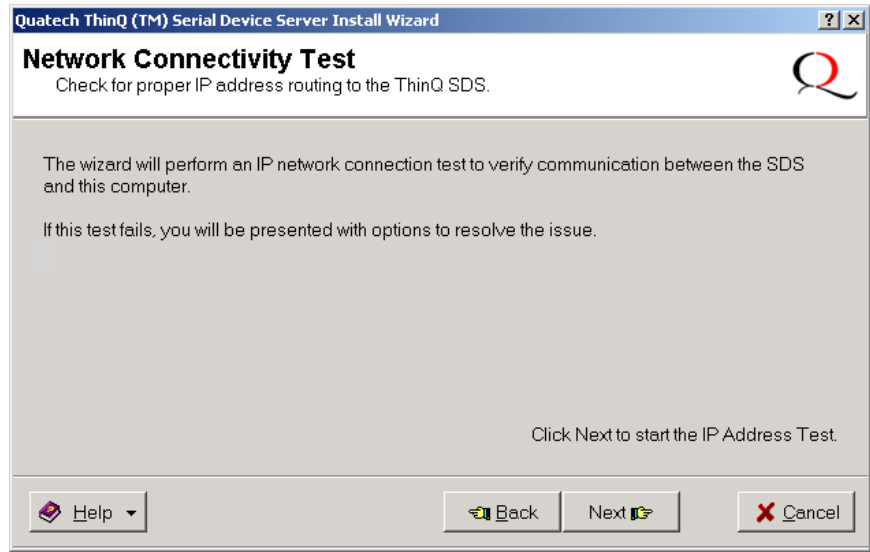 Quatech ThinQ (TM) Serial Device Server Install Wizard
Network Connectivity Test
Check for proper IP address routing to the ThinQ SDS.
The wizard will perform an IP network connection test to verify communication between the SDS
and this computer.
If this test fails, you will be presented with options to resolve the issue.
Click Next to start the IP Address Test.
Help Back Next Cancel